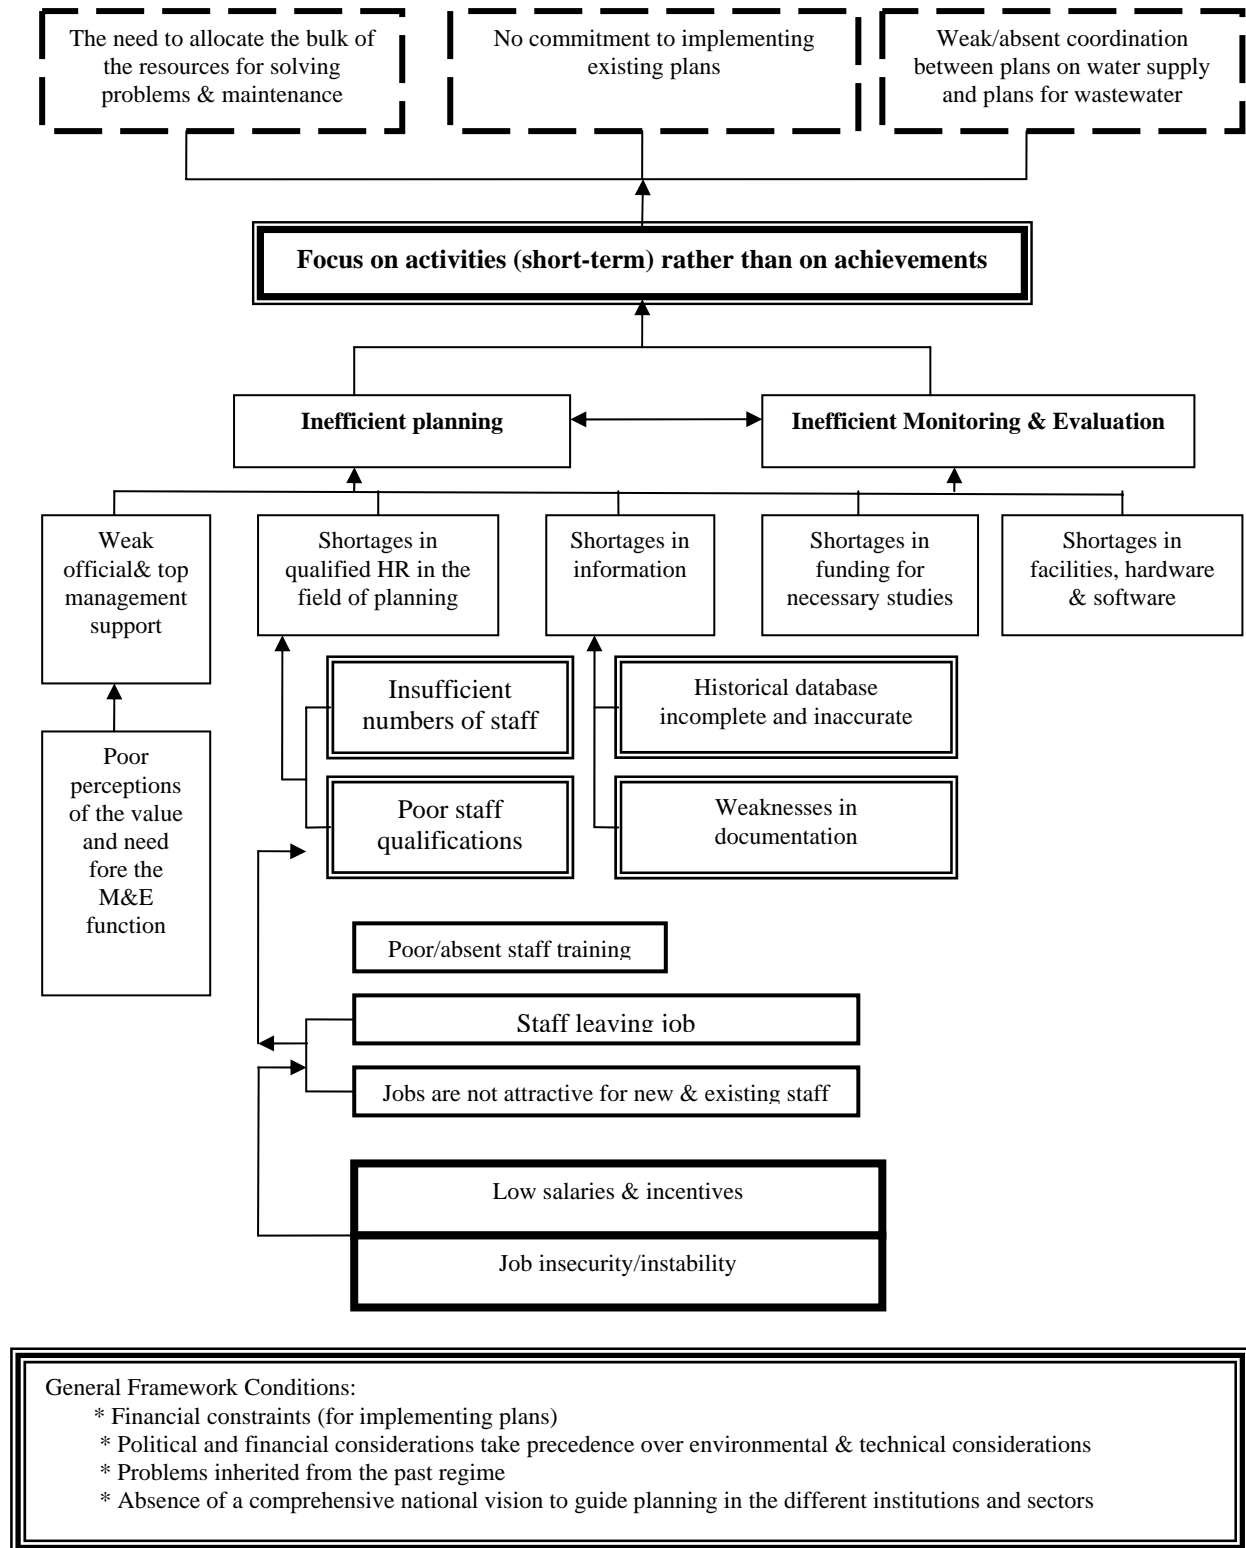 The need to allocate the bulk of
the resources for solving
problems & maintenance
No commitment to implementing
existing plans
Weak/absent coordination
between plans on water supply
and plans for wastewater
Focus on activities (short-term) rather than on achievements
Inefficient planning
Inefficient Monitoring & Evaluation
Weak
official& top
management
support
Shortages in
qualified HR in the
field of planning
Shortages in
information
Shortages in
funding for
necessary studies
Shortages in
facilities, hardware
& software
Poor
perceptions
of the value
and need
fore the
M&E
function
Insufficient
numbers of staff
Historical database
incomplete and inaccurate
Poor staff
qualifications
Weaknesses in
documentation
Poor/absent staff training
Staff leaving job
Jobs are not attractive for new & existing staff
Low salaries & incentives
Job insecurity/instability
General Framework Conditions:
* Financial constraints (for implementing plans)
* Political and financial considerations take precedence over environmental & technical considerations
* Problems inherited from the past regime
* Absence of a comprehensive national vision to guide planning in the different institutions and sectors